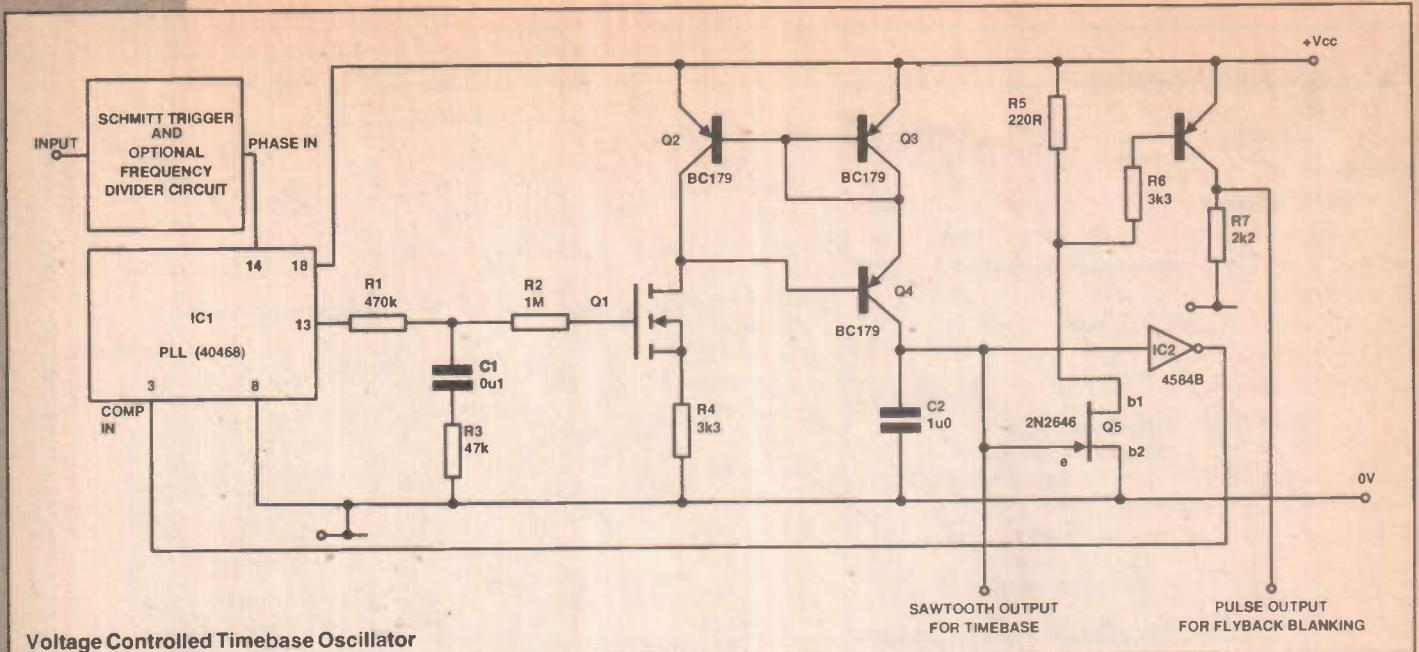 +Vcc
INPUT
SCHMITT TRIGGER
AND
OPTIONAL
FREQUENCY
DIVIDER CIRCUIT
PHASE IN
14
18
IC1
PLL (40468)
13
3
8
COMP
IN
R1
470k
C1
0u1
R3
47k
R2
1M
Q1
R4
3k3
Q2
BC179
Q3
BC179
Q4
BC179
C2
1u0
R5
220R
R6
3k3
R7
2k2
IC2
4584B
2N2646
b1
Q5
b2
e
0V
SAWTOOTH OUTPUT
FOR TIMEBASE
PULSE OUTPUT
FOR FLYBACK BLANKING
Voltage Controlled Timebase Oscillator